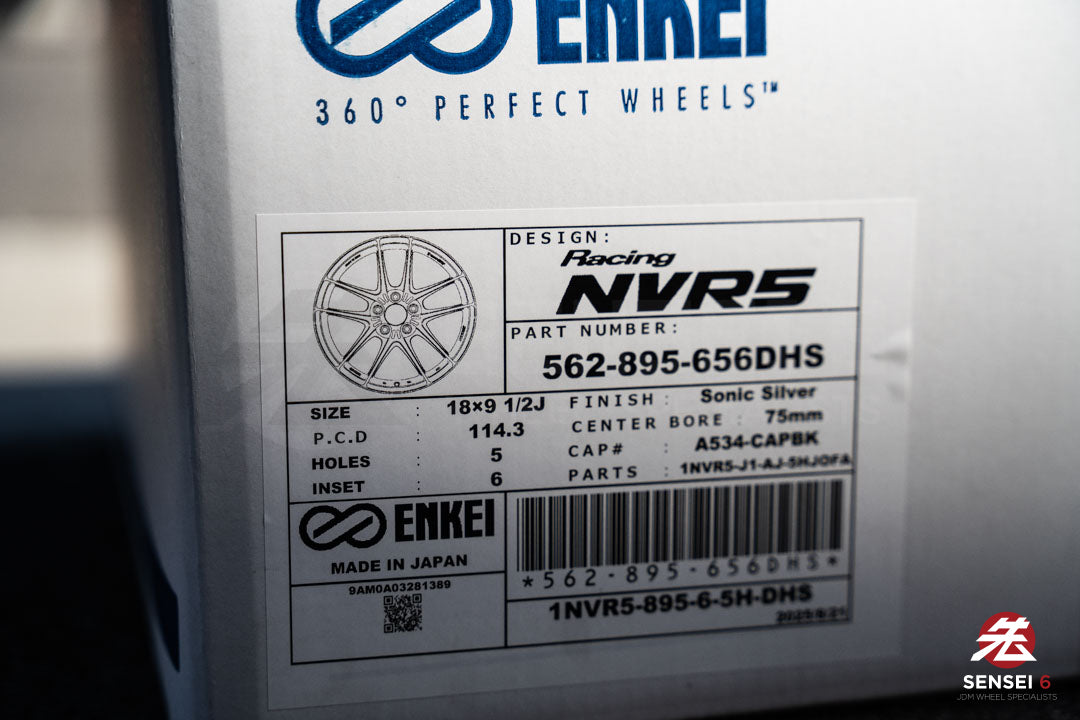 ENKEI
360° PERFECT WHEELS™
DESIGN:
Racing
NVR5
PART NUMBER:
562-895-656DHS
SIZE : 18×9 1/2J
P.C.D : 114.3
HOLES : 5
INSET : 6
FINISH : Sonic Silver
CENTER BORE : 75mm
CAP# : A534-CAPBK
PARTS : 1NVR5-J1-AJ-5HJOFA
ENKEI
MADE IN JAPAN
9AM0A03281389
*562-895-656DHS*
1NVR5-895-6-5H-DHS
SENSEI 6
JDM WHEEL SPECIALISTS